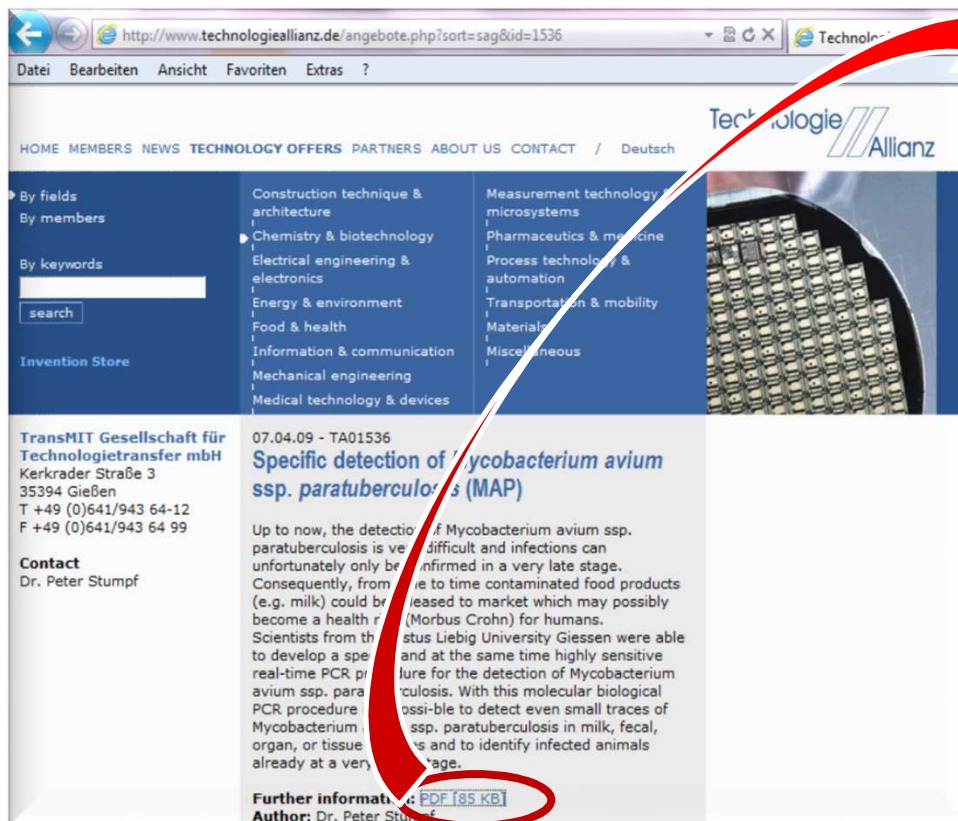 http://www.technologieallianz.de/angebote.php?sort=sag&id=1536
Datei Bearbeiten Ansicht Favoriten Extras ?
Technologie
Allianz
HOME MEMBERS NEWS TECHNOLOGY OFFERS PARTNERS ABOUT US CONTACT / Deutsch
By fields
By members
By keywords
search
Invention Store
Construction technique &
architecture
Chemistry & biotechnology
Electrical engineering &
electronics
Energy & environment
Food & health
Information & communication
Mechanical engineering
Medical technology & devices
Measurement technology &
microsystems
Pharmaceutics & medicine
Process technology &
automation
Transportation & mobility
Materials
Miscellaneous
TransMIT Gesellschaft für
Technologietransfer mbH
Kerkrader Straße 3
35394 Gießen
T +49 (0)641/943 64-12
F +49 (0)641/943 64 99
Contact
Dr. Peter Stumpf
07.04.09 - TA01536
Specific detection of Mycobacterium avium
ssp. paratuberculosis (MAP)
Up to now, the detection of Mycobacterium avium ssp.
paratuberculosis is very difficult and infections can
unfortunately only be confirmed in a very late stage.
Consequently, from time to time contaminated food products
(e.g. milk) could be released to market which may possibly
become a health (Morbus Crohn) for humans.
Scientists from the Justus Liebig University Giessen were able
to develop a specific and at the same time highly sensitive
real-time PCR procedure for the detection of Mycobacterium
avium ssp. paratuberculosis. With this molecular biological
PCR procedure possi-ble to detect even small traces of
Mycobacterium ssp. paratuberculosis in milk, fecal,
organ, or tissue and to identify infected animals
already at a very stage.
Further information: PDF [85 KB]
Author: Dr. Peter Stumpf